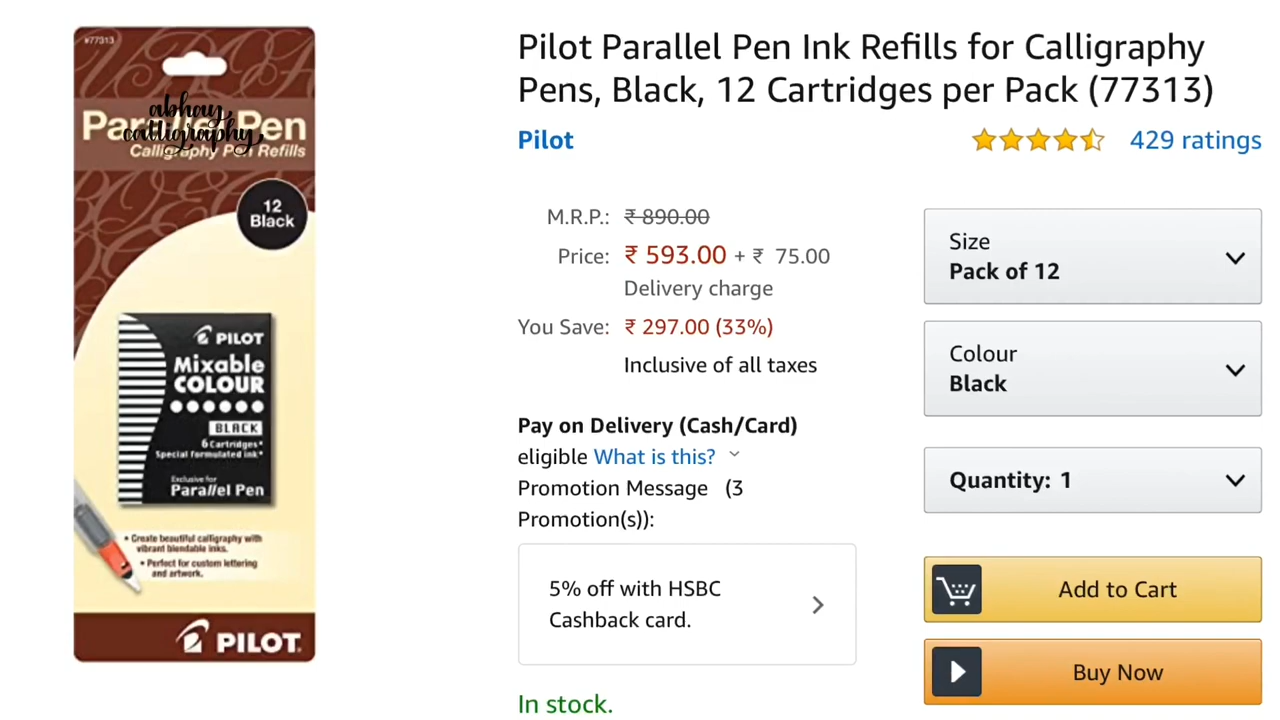 #77313
abhay
calligraphy
Parallel Pen
Calligraphy Pen Refills
12
Black
PILOT
Mixable
COLOUR
BLACK
6 Cartridges*
Special formulated ink*
Exclusive for
Parallel Pen
• Create beautiful calligraphy with
vibrant blendable inks.
• Perfect for custom lettering
and artwork.
PILOT
Pilot Parallel Pen Ink Refills for Calligraphy
Pens, Black, 12 Cartridges per Pack (77313)
Pilot
429 ratings
M.R.P.: ₹ 890.00
Price: ₹ 593.00 + ₹ 75.00
Delivery charge
You Save: ₹ 297.00 (33%)
Inclusive of all taxes
Pay on Delivery (Cash/Card)
eligible What is this?
Promotion Message (3
Promotion(s)):
5% off with HSBC
Cashback card.
In stock.
Size
Pack of 12
Colour
Black
Quantity: 1
Add to Cart
Buy Now